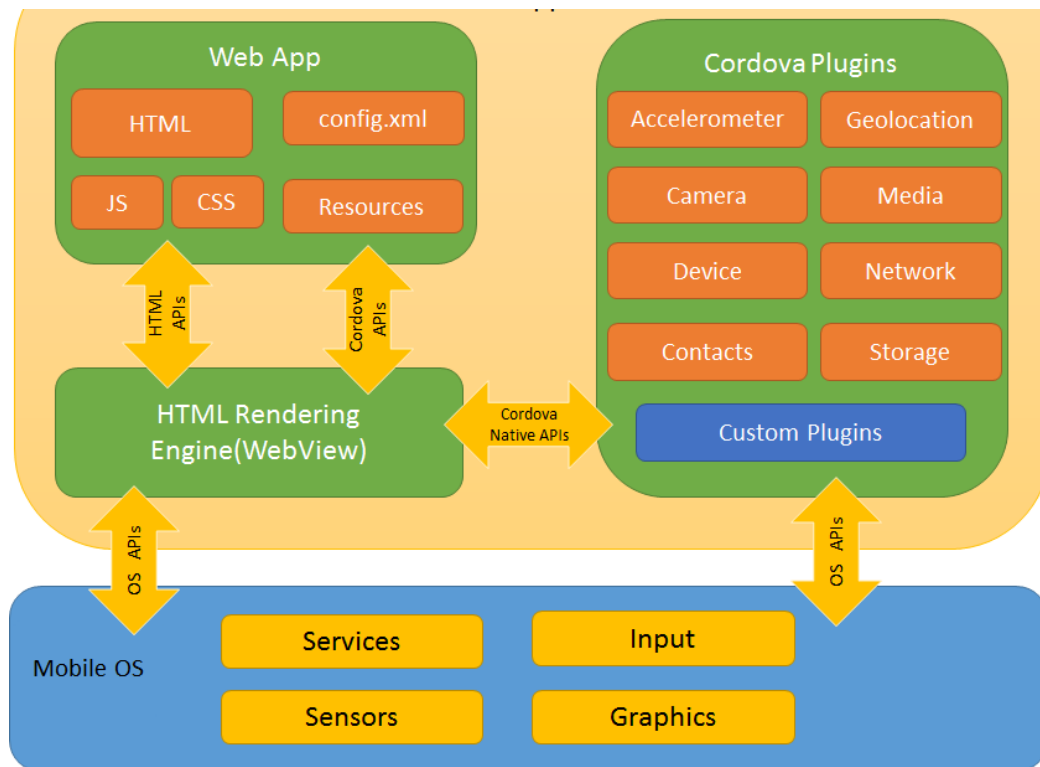 Web App
HTML
config.xml
JS
CSS
Resources
Cordova Plugins
Accelerometer
Geolocation
Camera
Media
Device
Network
Contacts
Storage
Custom Plugins
HTML
APIs
Cordova
APIs
HTML Rendering
Engine(WebView)
Cordova
Native APIs
OS APIs
OS APIs
Mobile OS
Services
Input
Sensors
Graphics